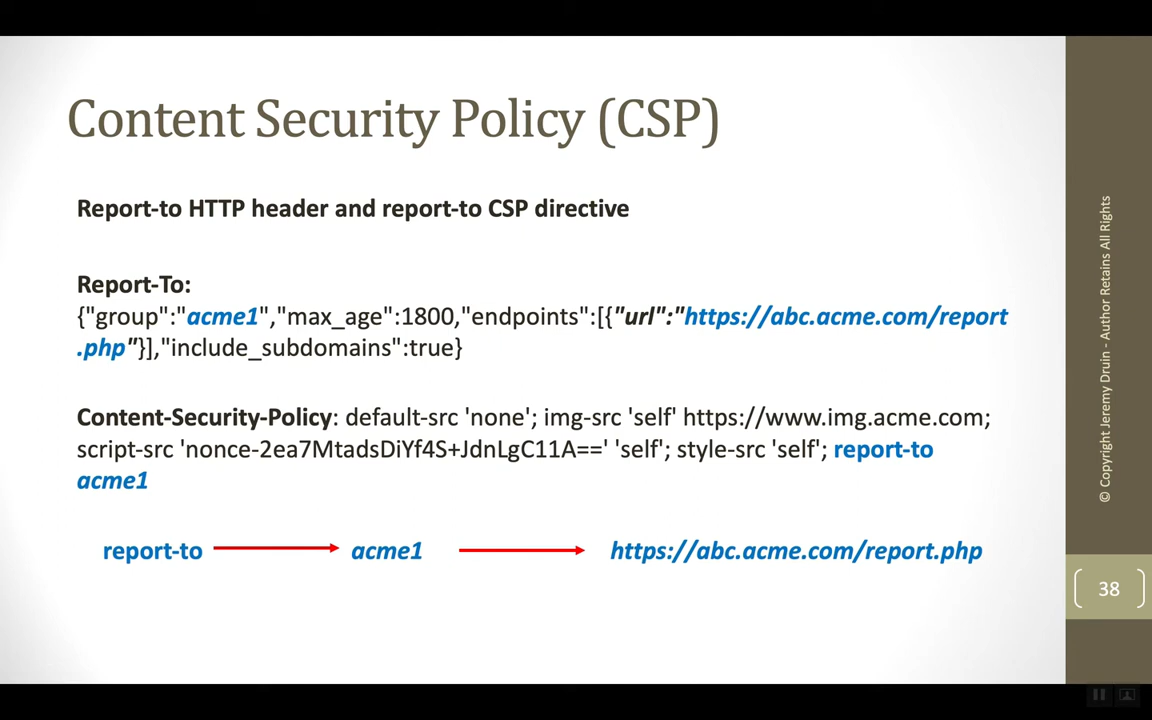 Content Security Policy (CSP)
Report-to HTTP header and report-to CSP directive
Report-To:
{"group":"acme1","max_age":1800,"endpoints":[{"url":"https://abc.acme.com/report
.php"}],"include_subdomains":true}
Content-Security-Policy: default-src 'none'; img-src 'self' https://www.img.acme.com;
script-src 'nonce-2ea7MtadsDiYf4S+JdnLgC11A==' 'self'; style-src 'self'; report-to
acme1
report-to acme1 https://abc.acme.com/report.php
© Copyright Jeremy Druin - Author Retains All Rights
38